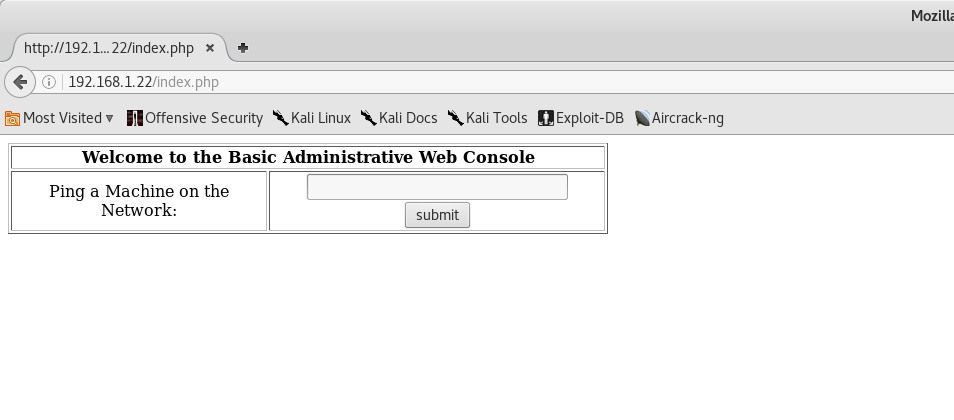 Mozilla
http://192.1...22/index.php
192.168.1.22/index.php
Most Visited Offensive Security Kali Linux Kali Docs Kali Tools Exploit-DB Aircrack-ng
Welcome to the Basic Administrative Web Console
Ping a Machine on the
Network:
submit